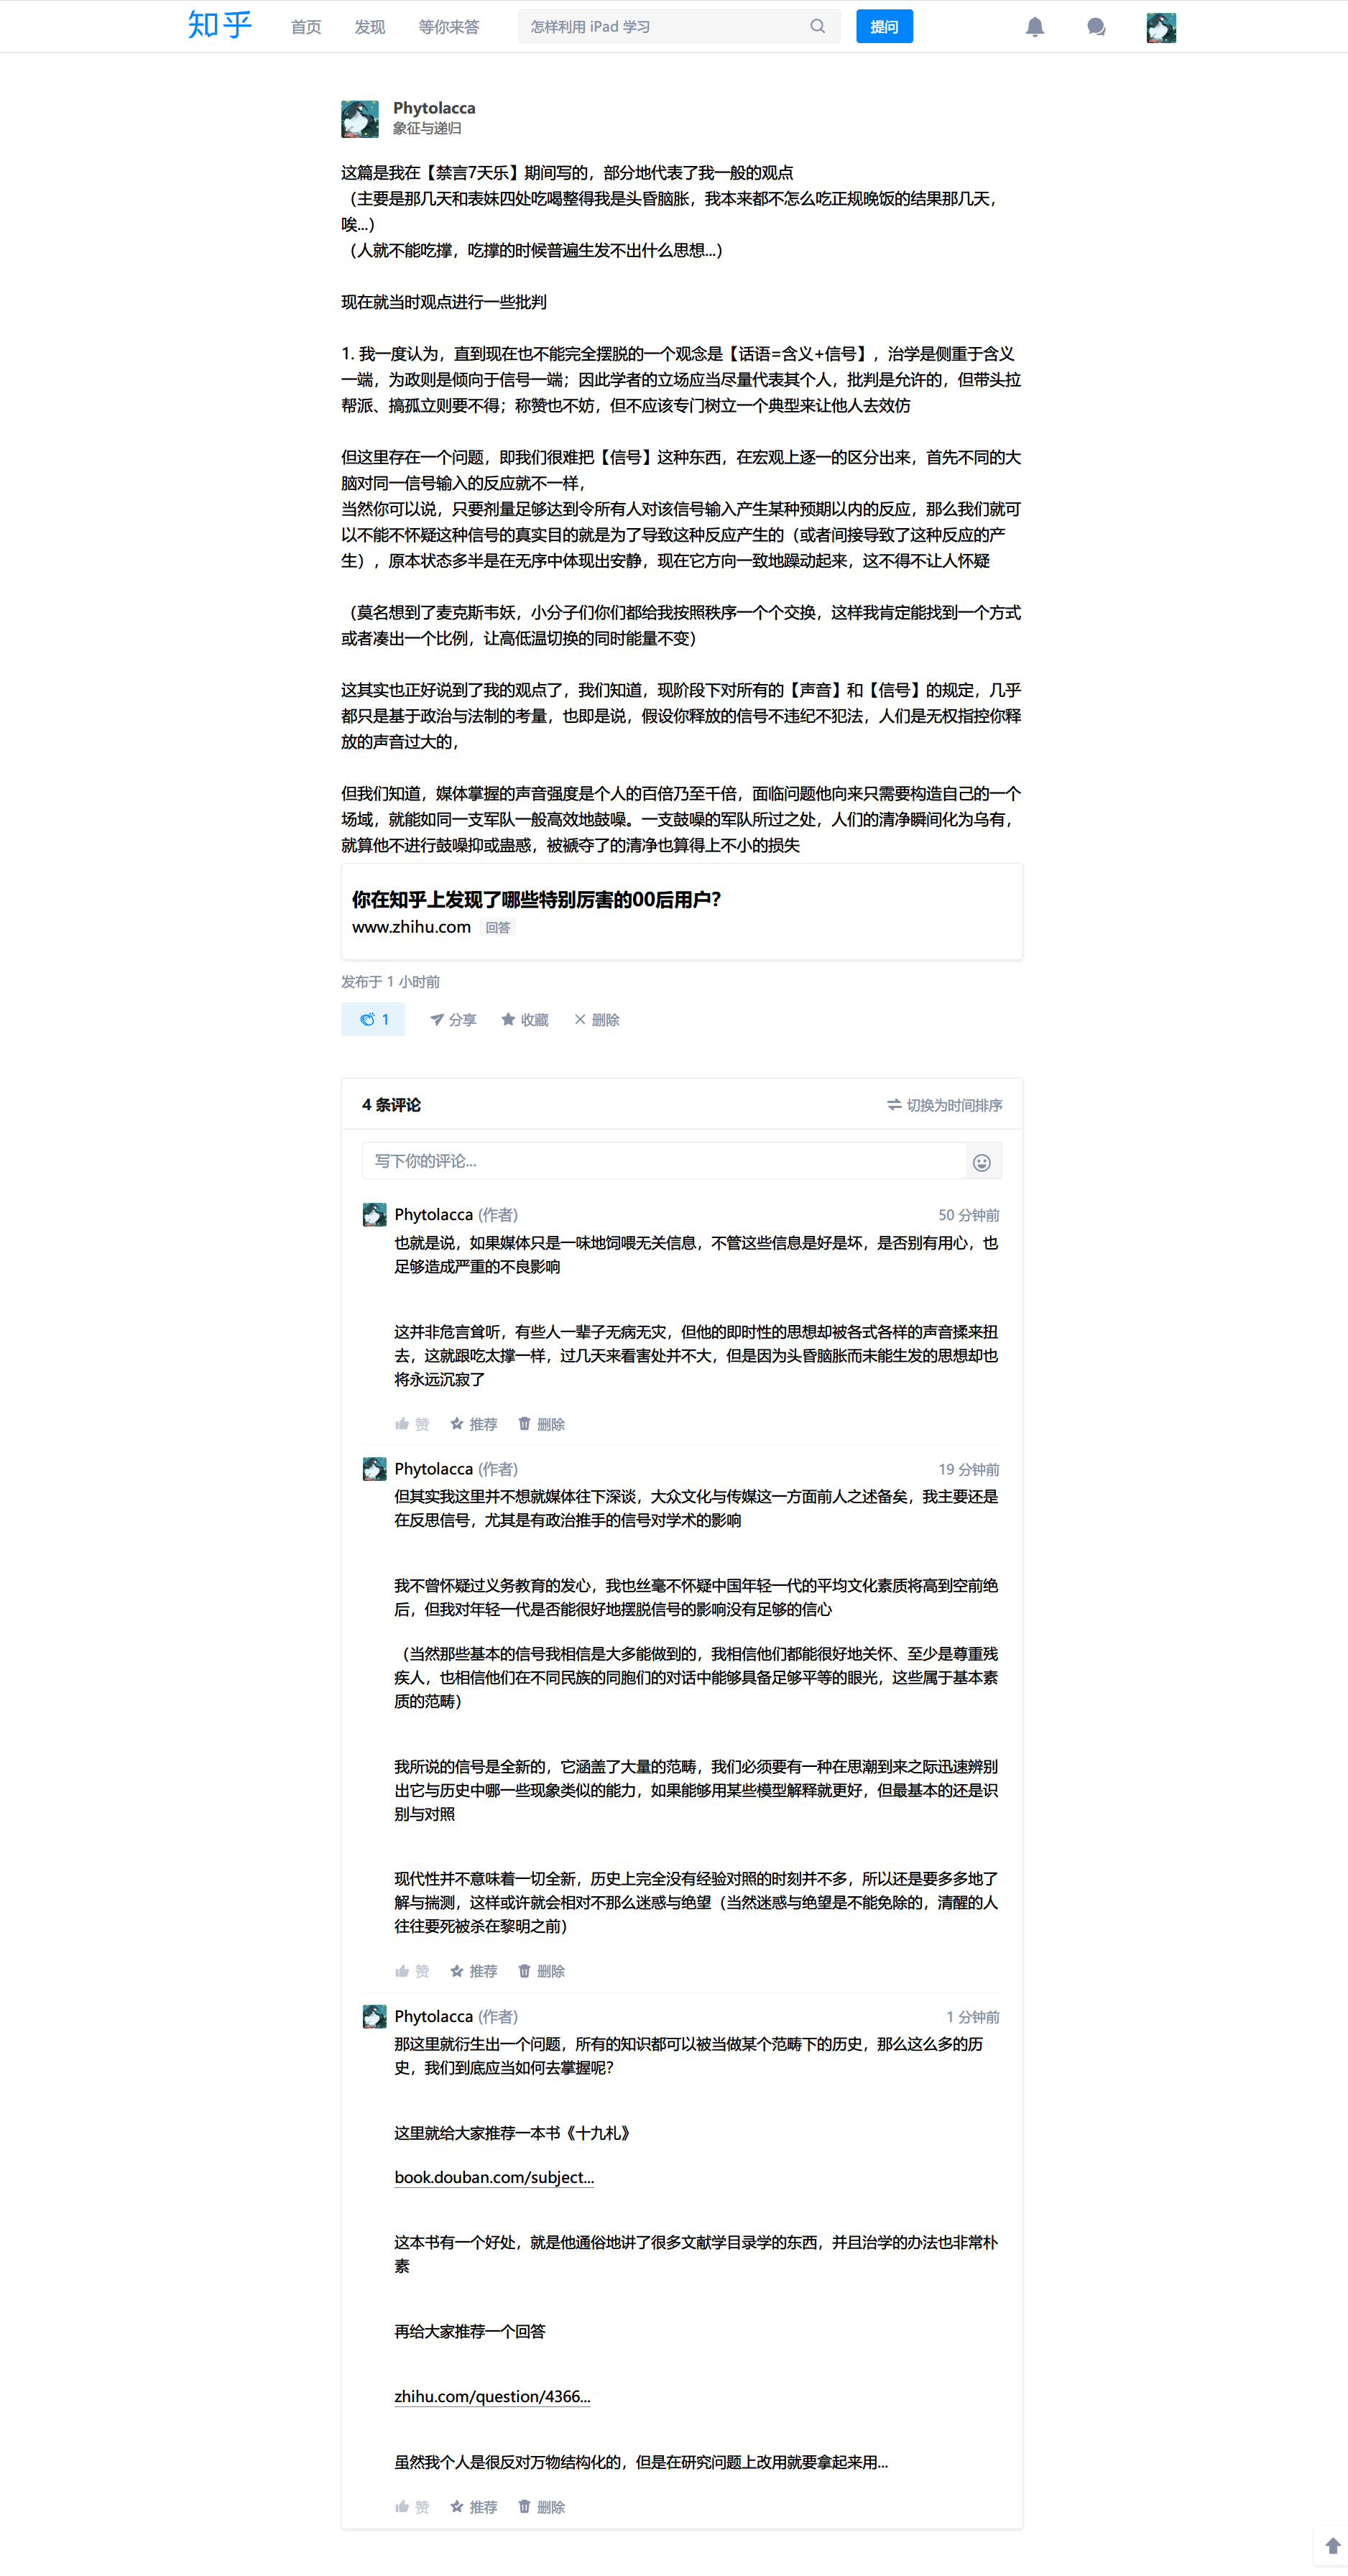 知乎
首页 发现 等你来答 怎样利用 iPad 学习 提问
Phytolacca
象征与递归
这篇是我在【禁言7天乐】期间写的，部分地代表了我一般的观点
（主要是那几天和表妹四处吃喝整得我是头昏脑胀，我本来都不怎么吃正规晚饭的结果那几天，
唉...）
（人就不能吃撑，吃撑的时候普遍生发不出什么思想...）
现在就当时观点进行一些批判
1. 我一度认为，直到现在也不能完全摆脱的一个观念是【话语=含义+信号】，治学是侧重于含义
一端，为政则是倾向于信号一端；因此学者的立场应当尽量代表其个人，批判是允许的，但带头拉
帮派、搞孤立则要不得；称赞也不妨，但不应该专门树立一个典型来让他人去效仿
但这里存在一个问题，即我们很难把【信号】这种东西，在宏观上逐一的区分出来，首先不同的大
脑对同一信号输入的反应就不一样，
当然你可以说，只要剂量足够达到令所有人对该信号输入产生某种预期以内的反应，那么我们就可
以不能不怀疑这种信号的真实目的就是为了导致这种反应产生的（或者间接导致了这种反应的产
生），原本状态多半是在无序中体现出安静，现在它方向一致地躁动起来，这不得不让人怀疑
（莫名想到了麦克斯韦妖，小分子们你们都给我按照秩序一个个交换，这样我肯定能找到一个方式
或者凑出一个比例，让高低温切换的同时能量不变）
这其实也正好说到了我的观点了，我们知道，现阶段下对所有的【声音】和【信号】的规定，几乎
都只是基于政治与法制的考量，也即是说，假设你释放的信号不违纪不犯法，人们是无权指控你释
放的声音过大的，
但我们知道，媒体掌握的声音强度是个人的百倍乃至千倍，面临问题他向来只需要构造自己的一个
场域，就能如同一支军队一般高效地鼓噪。一支鼓噪的军队所过之处，人们的清净瞬间化为乌有，
就算他不进行鼓噪抑或蛊惑，被褫夺了的清净也算得上不小的损失
你在知乎上发现了哪些特别厉害的00后用户？
www.zhihu.com 回答
发布于 1 小时前
1 分享 收藏 删除
4 条评论 切换为时间排序
写下你的评论...
Phytolacca (作者) 50 分钟前
也就是说，如果媒体只是一味地饲喂无关信息，不管这些信息是好是坏，是否别有用心，也
足够造成严重的不良影响
这并非危言耸听，有些人一辈子无病无灾，但他的即时性的思想却被各式各样的声音揉来扭
去，这就跟吃太撑一样，过几天来看害处并不大，但是因为头昏脑胀而未能生发的思想却也
将永远沉寂了
赞 推荐 删除
Phytolacca (作者) 19 分钟前
但其实我这里并不想就媒体往下深谈，大众文化与传媒这一方面前人之述备矣，我主要还是
在反思信号，尤其是有政治推手的信号对学术的影响
我不曾怀疑过义务教育的发心，我也丝毫不怀疑中国年轻一代的平均文化素质将高到空前绝
后，但我对年轻一代是否能很好地摆脱信号的影响没有足够的信心
（当然那些基本的信号我相信是大多能做到的，我相信他们都能很好地关怀、至少是尊重残
疾人，也相信他们在不同民族的同胞们的对话中能够具备足够平等的眼光，这些属于基本素
质的范畴）
我所说的信号是全新的，它涵盖了大量的范畴，我们必须要有一种在思潮到来之际迅速辨别
出它与历史中哪一些现象类似的能力，如果能够用某些模型解释就更好，但最基本的还是识
别与对照
现代性并不意味着一切全新，历史上完全没有经验对照的时刻并不多，所以还是要多多地了
解与揣测，这样或许就会相对不那么迷惑与绝望（当然迷惑与绝望是不能免除的，清醒的人
往往要死被杀在黎明之前）
赞 推荐 删除
Phytolacca (作者) 1 分钟前
那这里就衍生出一个问题，所有的知识都可以被当做某个范畴下的历史，那么这么多的历
史，我们到底应当如何去掌握呢？
这里就给大家推荐一本书《十九札》
book.douban.com/subject...
这本书有一个好处，就是他通俗地讲了很多文献学目录学的东西，并且治学的办法也非常朴
素
再给大家推荐一个回答
zhihu.com/question/4366...
虽然我个人是很反对万物结构化的，但是在研究问题上改用就要拿起来用...
赞 推荐 删除